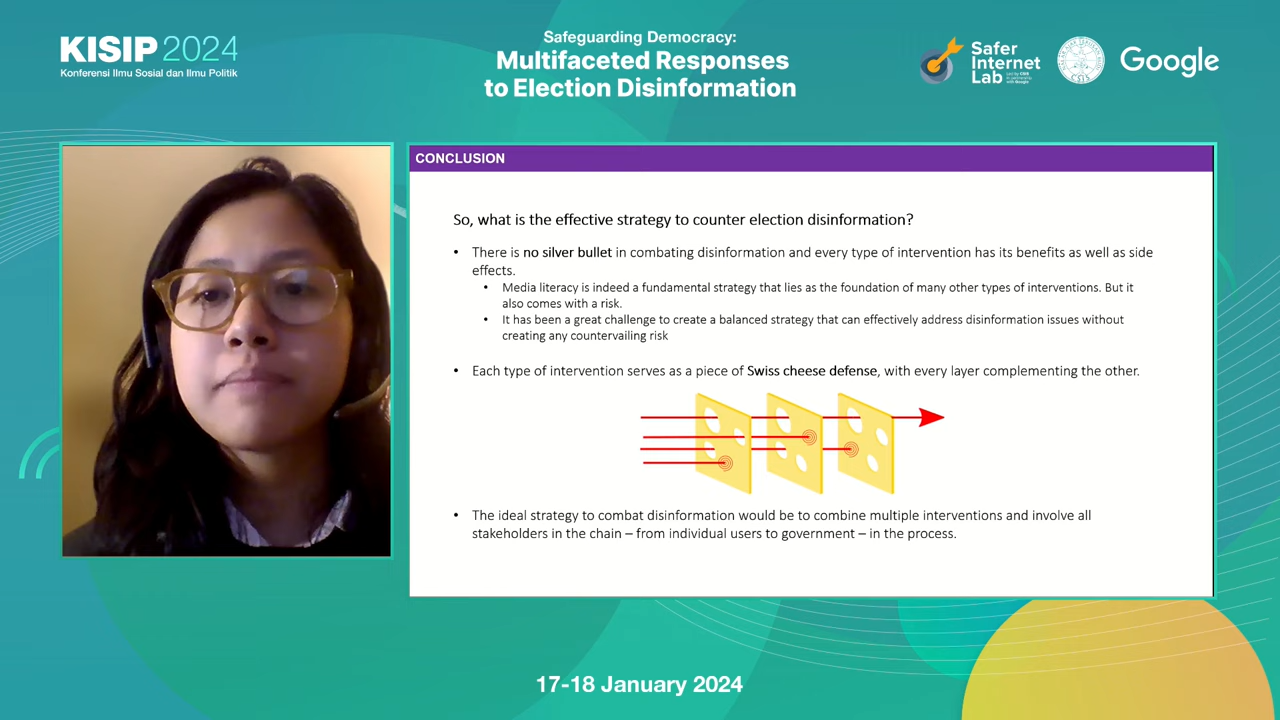 KISIP 2024
Konferensi Ilmu Sosial dan Ilmu Politik
Safeguarding Democracy:
Multifaceted Responses
to Election Disinformation
Safer
Internet
Lab
CSIS
Google
CONCLUSION
So, what is the effective strategy to counter election disinformation?
• There is no silver bullet in combating disinformation and every type of intervention has its benefits as well as side
effects.
• Media literacy is indeed a fundamental strategy that lies as the foundation of many other types of interventions. But it
also comes with a risk.
• It has been a great challenge to create a balanced strategy that can effectively address disinformation issues without
creating any countervailing risk
• Each type of intervention serves as a piece of Swiss cheese defense, with every layer complementing the other.
• The ideal strategy to combat disinformation would be to combine multiple interventions and involve all
stakeholders in the chain – from individual users to government – in the process.
17-18 January 2024